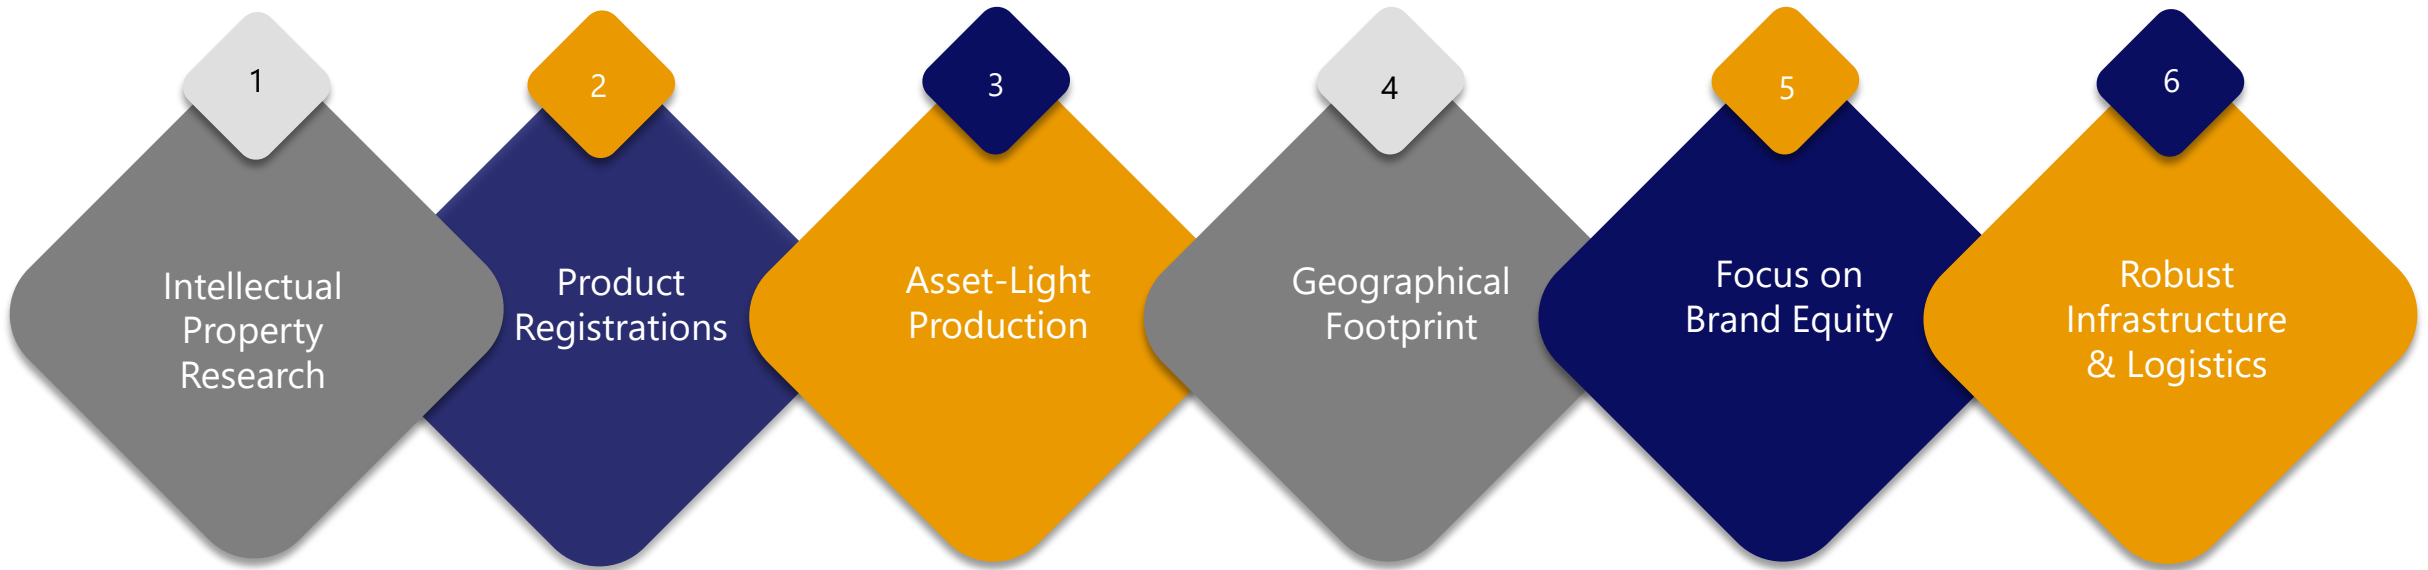 1
Intellectual
Property
Research
2
Product
Registrations
3
Asset-Light
Production
4
Geographical
Footprint
5
Focus on
Brand Equity
6
Robust
Infrastructure
& Logistics